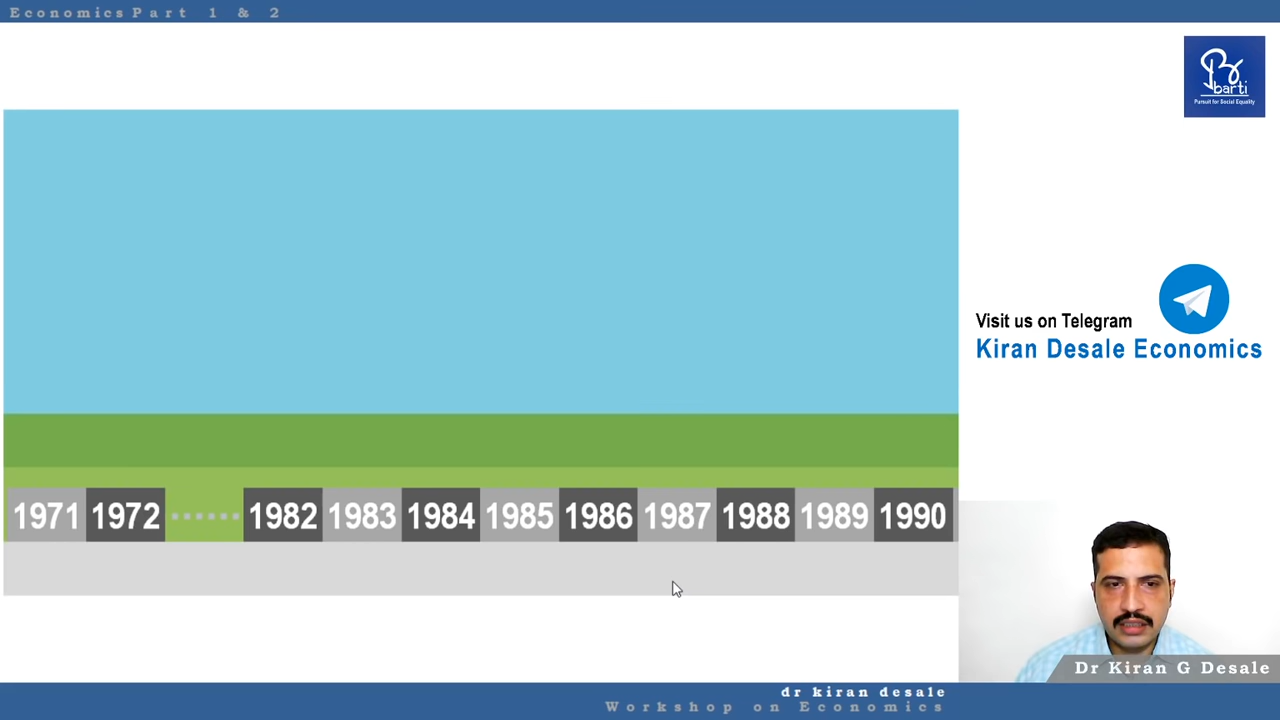 Economics Part 1 & 2
barti
Pursuit for Social Equality
Visit us on Telegram
Kiran Desale Economics
1971 1972 ...... 1982 1983 1984 1985 1986 1987 1988 1989 1990
Dr Kiran G Desale
dr kiran desale
Workshop on Economics